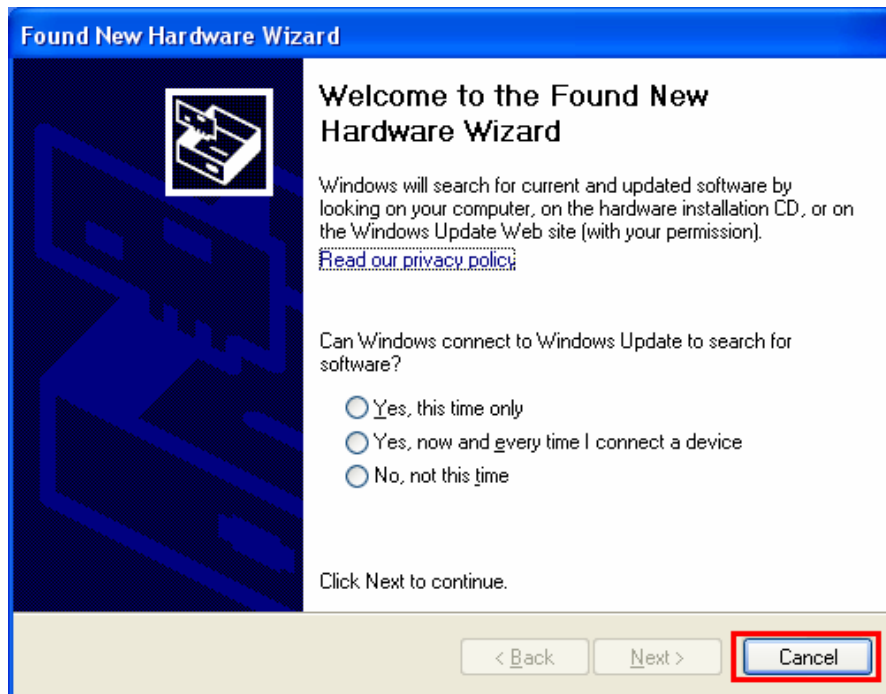 Found New Hardware Wizard
Welcome to the Found New
Hardware Wizard
Windows will search for current and updated software by
looking on your computer, on the hardware installation CD, or on
the Windows Update Web site (with your permission).
Read our privacy policy
Can Windows connect to Windows Update to search for
software?
Yes, this time only
Yes, now and every time I connect a device
No, not this time
Click Next to continue.
< Back Next > Cancel